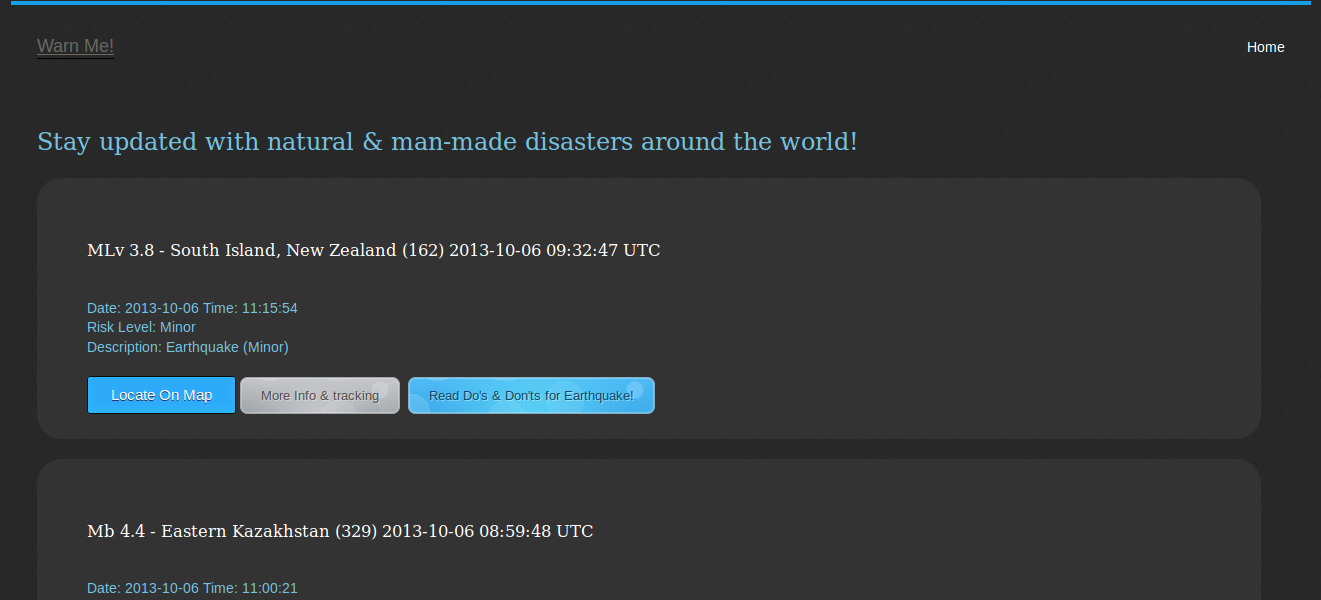 Warn Me!
Home
Stay updated with natural & man-made disasters around the world!
MLv 3.8 - South Island, New Zealand (162) 2013-10-06 09:32:47 UTC
Date: 2013-10-06 Time: 11:15:54
Risk Level: Minor
Description: Earthquake (Minor)
Locate On Map
More Info & tracking
Read Do's & Don'ts for Earthquake!
Mb 4.4 - Eastern Kazakhstan (329) 2013-10-06 08:59:48 UTC
Date: 2013-10-06 Time: 11:00:21